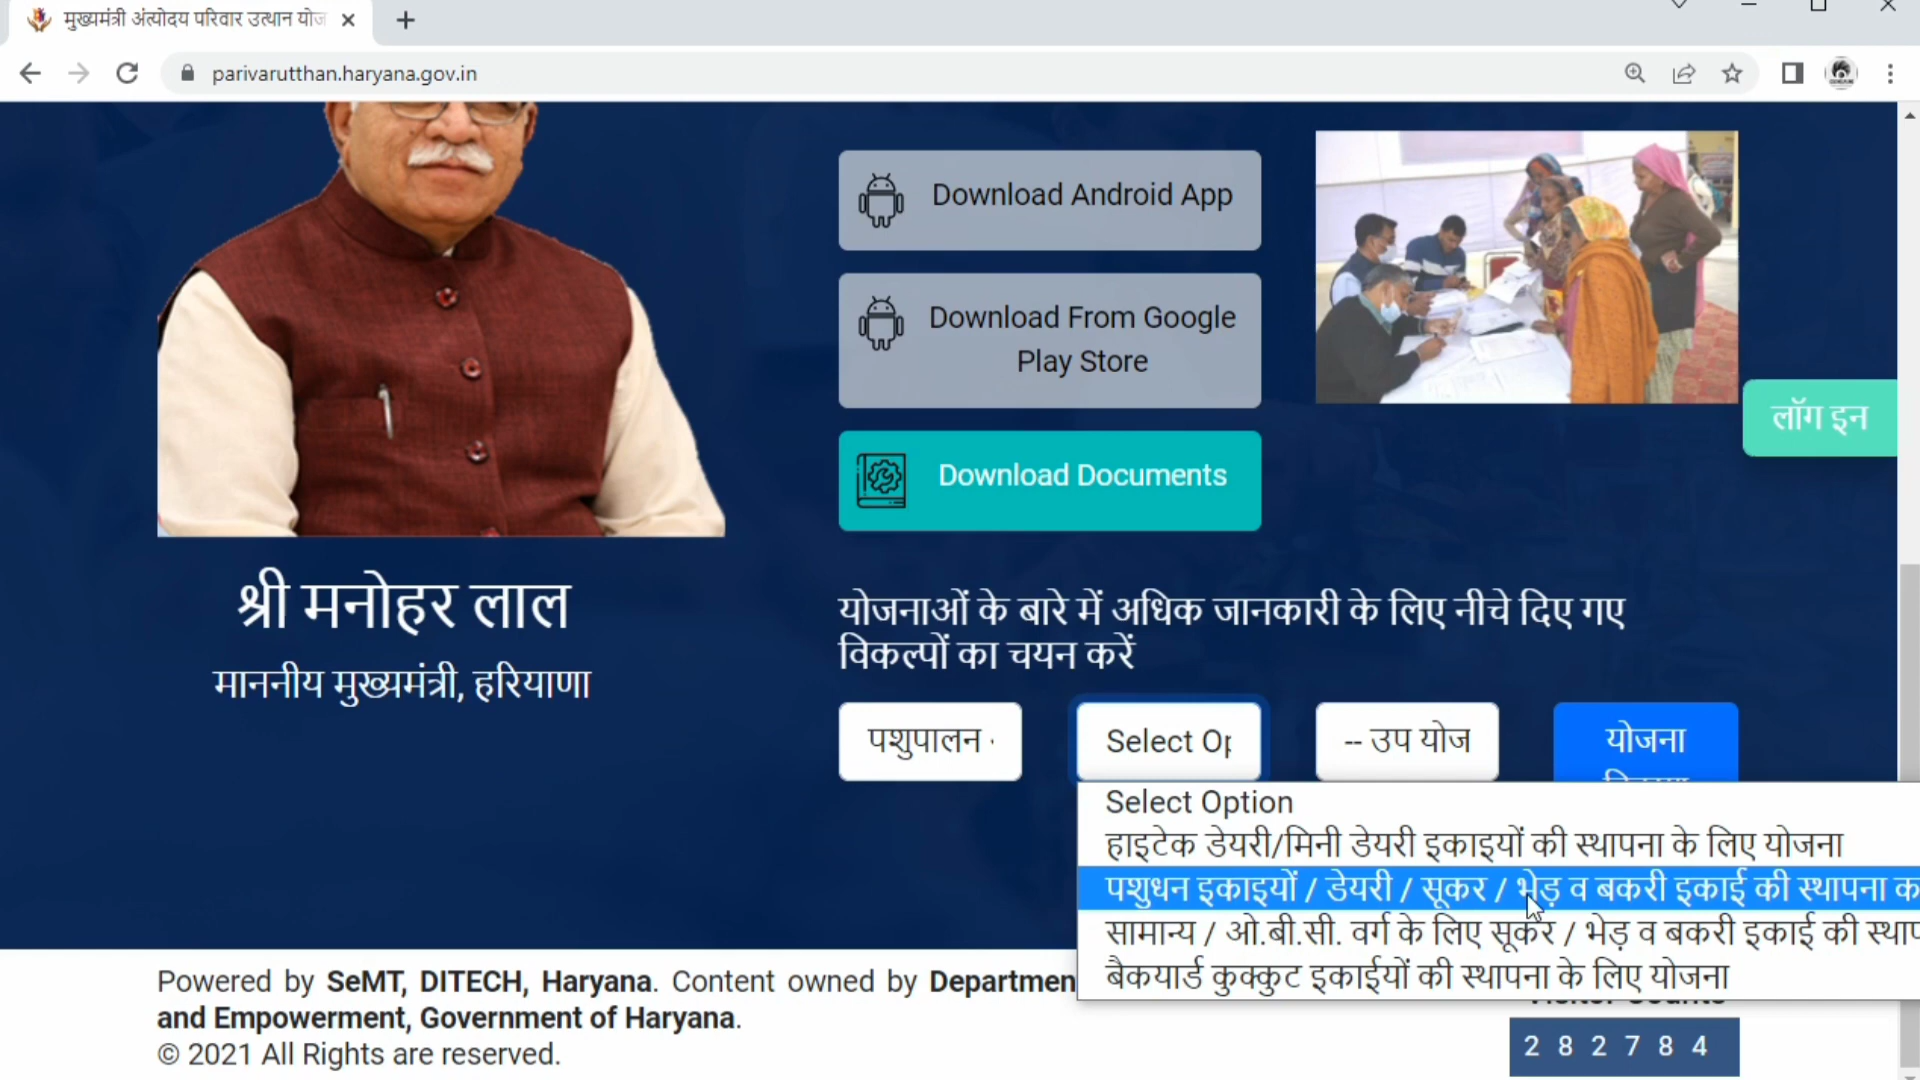 मुख्यमंत्री अंत्योदय परिवार उत्थान योज
parivarutthan.haryana.gov.in
Download Android App
Download From Google
Play Store
Download Documents
लॉग इन
श्री मनोहर लाल
माननीय मुख्यमंत्री, हरियाणा
योजनाओं के बारे में अधिक जानकारी के लिए नीचे दिए गए
विकल्पों का चयन करें
पशुपालन
Select Op
-- उप योज
योजना
Select Option
हाइटेक डेयरी/मिनी डेयरी इकाइयों की स्थापना के लिए योजना
पशुधन इकाइयों / डेयरी / सूकर / भेड़ व बकरी इकाई की स्थापना क
सामान्य / ओ.बी.सी. वर्ग के लिए सूकर / भेड़ व बकरी इकाई की स्थाप
बैकयार्ड कुक्कुट इकाईयों की स्थापना के लिए योजना
Powered by SeMT, DITECH, Haryana. Content owned by Departmen
and Empowerment, Government of Haryana.
© 2021 All Rights are reserved.
2 8 2 7 8 4